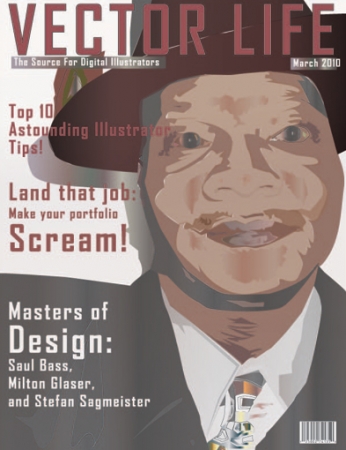 VECTOR LIFE
The Source For Digital Illustrators
March 2010
Top 10
Astounding Illustrator
Tips!
Land that job:
Make your portfolio
Scream!
Masters of
Design:
Saul Bass,
Milton Glaser,
and Stefan Sagmeister